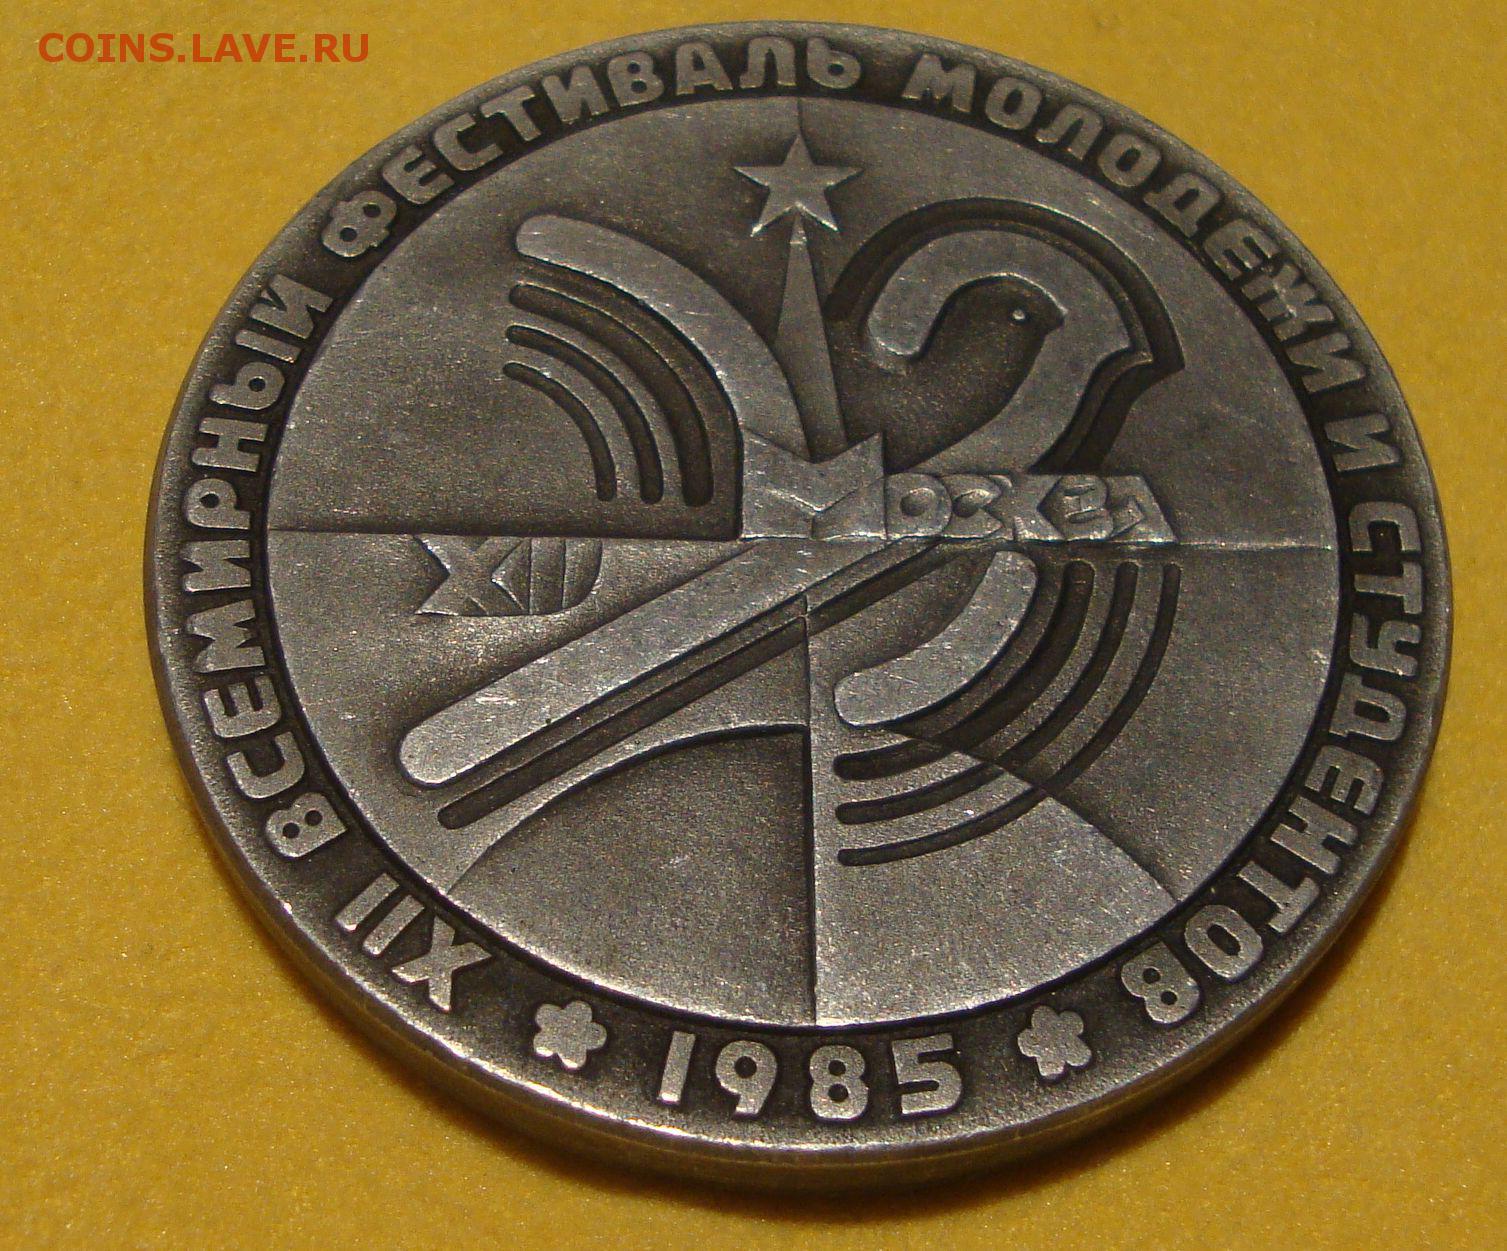 COINS.LAVE.RU
XII ВСЕМИРНЫЙ ФЕСТИВАЛЬ МОЛОДЕЖИ И СТУДЕНТОВ
1985
МОСКВА
XII